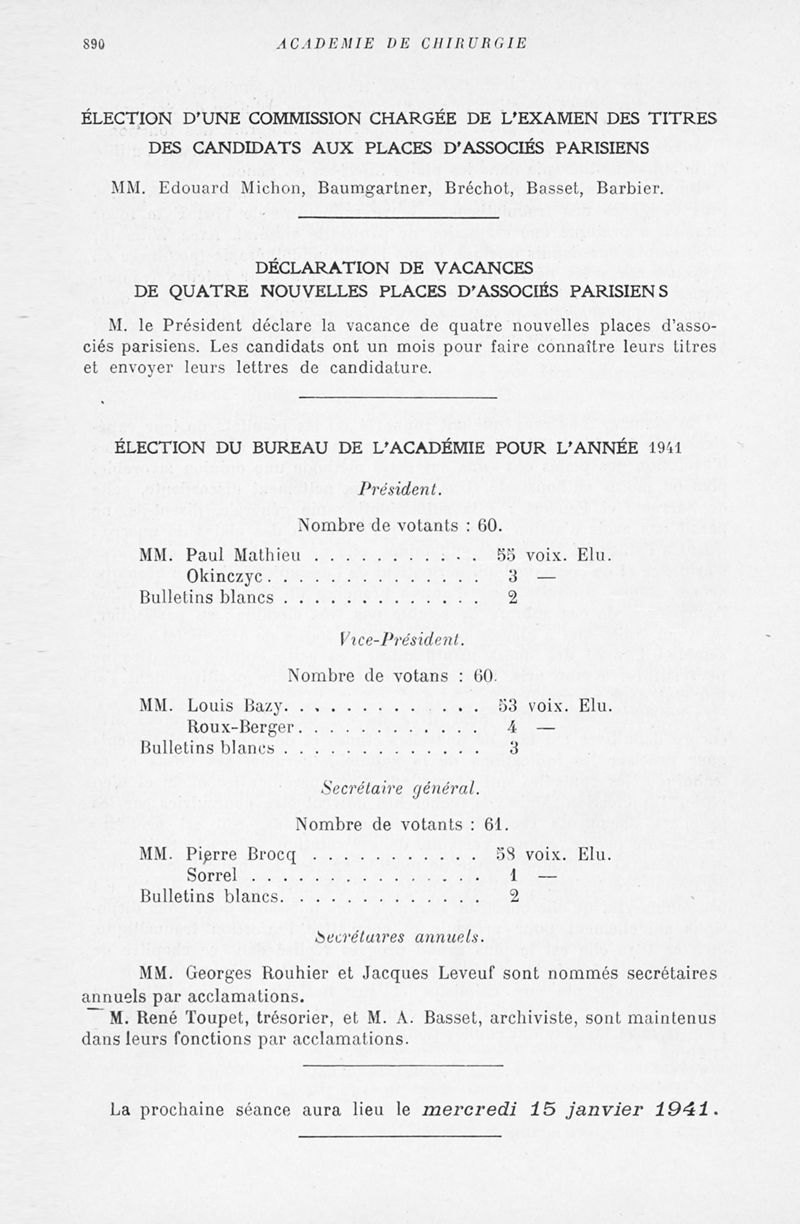 890 ACADEMIE DE CHIRURGIE
ÉLECTION D'UNE COMMISSION CHARGÉE DE L'EXAMEN DES TITRES
DES CANDIDATS AUX PLACES D'ASSOCIÉS PARISIENS
MM. Edouard Michon, Baumgartner, Bréchot, Basset, Barbier.
DÉCLARATION DE VACANCES
DE QUATRE NOUVELLES PLACES D'ASSOCIÉS PARISIENS
M. le Président déclare la vacance de quatre nouvelles places d'asso-
ciés parisiens. Les candidats ont un mois pour faire connaître leurs titres
et envoyer leurs lettres de candidature.
ÉLECTION DU BUREAU DE L'ACADÉMIE POUR L'ANNÉE 1941
Président.
Nombre de votants : 60.
MM. Paul Mathieu . . . . . . . . . . . 55 voix. Elu.
Okinczyc. . . . . . . . . . . . . . 3 —
Bulletins blancs . . . . . . . . . . . . . 2
Vice-Président.
Nombre de votans : 60.
MM. Louis Bazy. . . . . . . . . . . . . 53 voix. Elu.
Roux-Berger. . . . . . . . . . . . 4 —
Bulletins blancs . . . . . . . . . . . . . 3
Secrétaire général.
Nombre de votants : 61.
MM. Pierre Brocq . . . . . . . . . . . 58 voix. Elu.
Sorrel . . . . . . . . . . . . . . . 1 —
Bulletins blancs. . . . . . . . . . . . . 2
Secrétaires annuels.
MM. Georges Rouhier et Jacques Leveuf sont nommés secrétaires
annuels par acclamations.
M. René Toupet, trésorier, et M. A. Basset, archiviste, sont maintenus
dans leurs fonctions par acclamations.
La prochaine séance aura lieu le mercredi 15 janvier 1941.